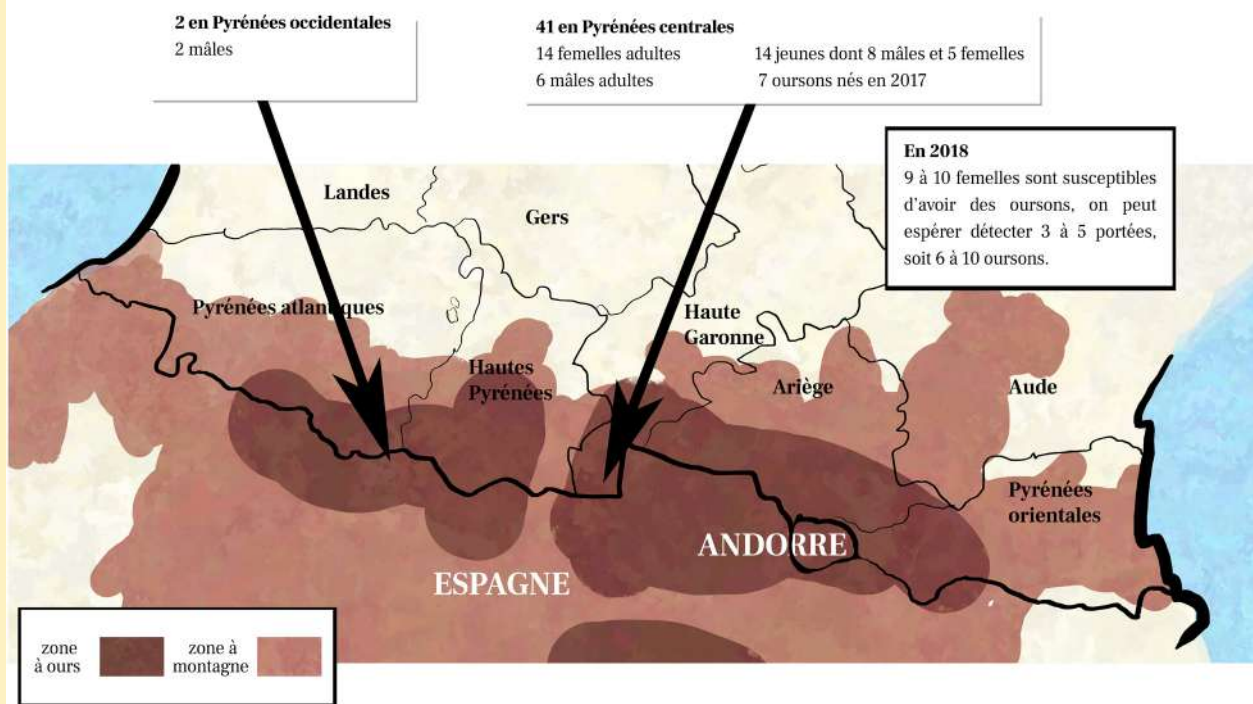 2 en Pyrénées occidentales
2 mâles
41 en Pyrénées centrales
14 femelles adultes
6 mâles adultes
14 jeunes dont 8 mâles et 5 femelles
7 oursons nés en 2017
En 2018
9 à 10 femelles sont susceptibles
d'avoir des oursons, on peut
espérer détecter 3 à 5 portées,
soit 6 à 10 oursons.
Landes
Gers
Pyrénées atlantiques
Haute
Garonne
Hautes
Pyrénées
Ariège
Aude
Pyrénées
orientales
ANDORRE
ESPAGNE
zone
à ours
zone à
montagne